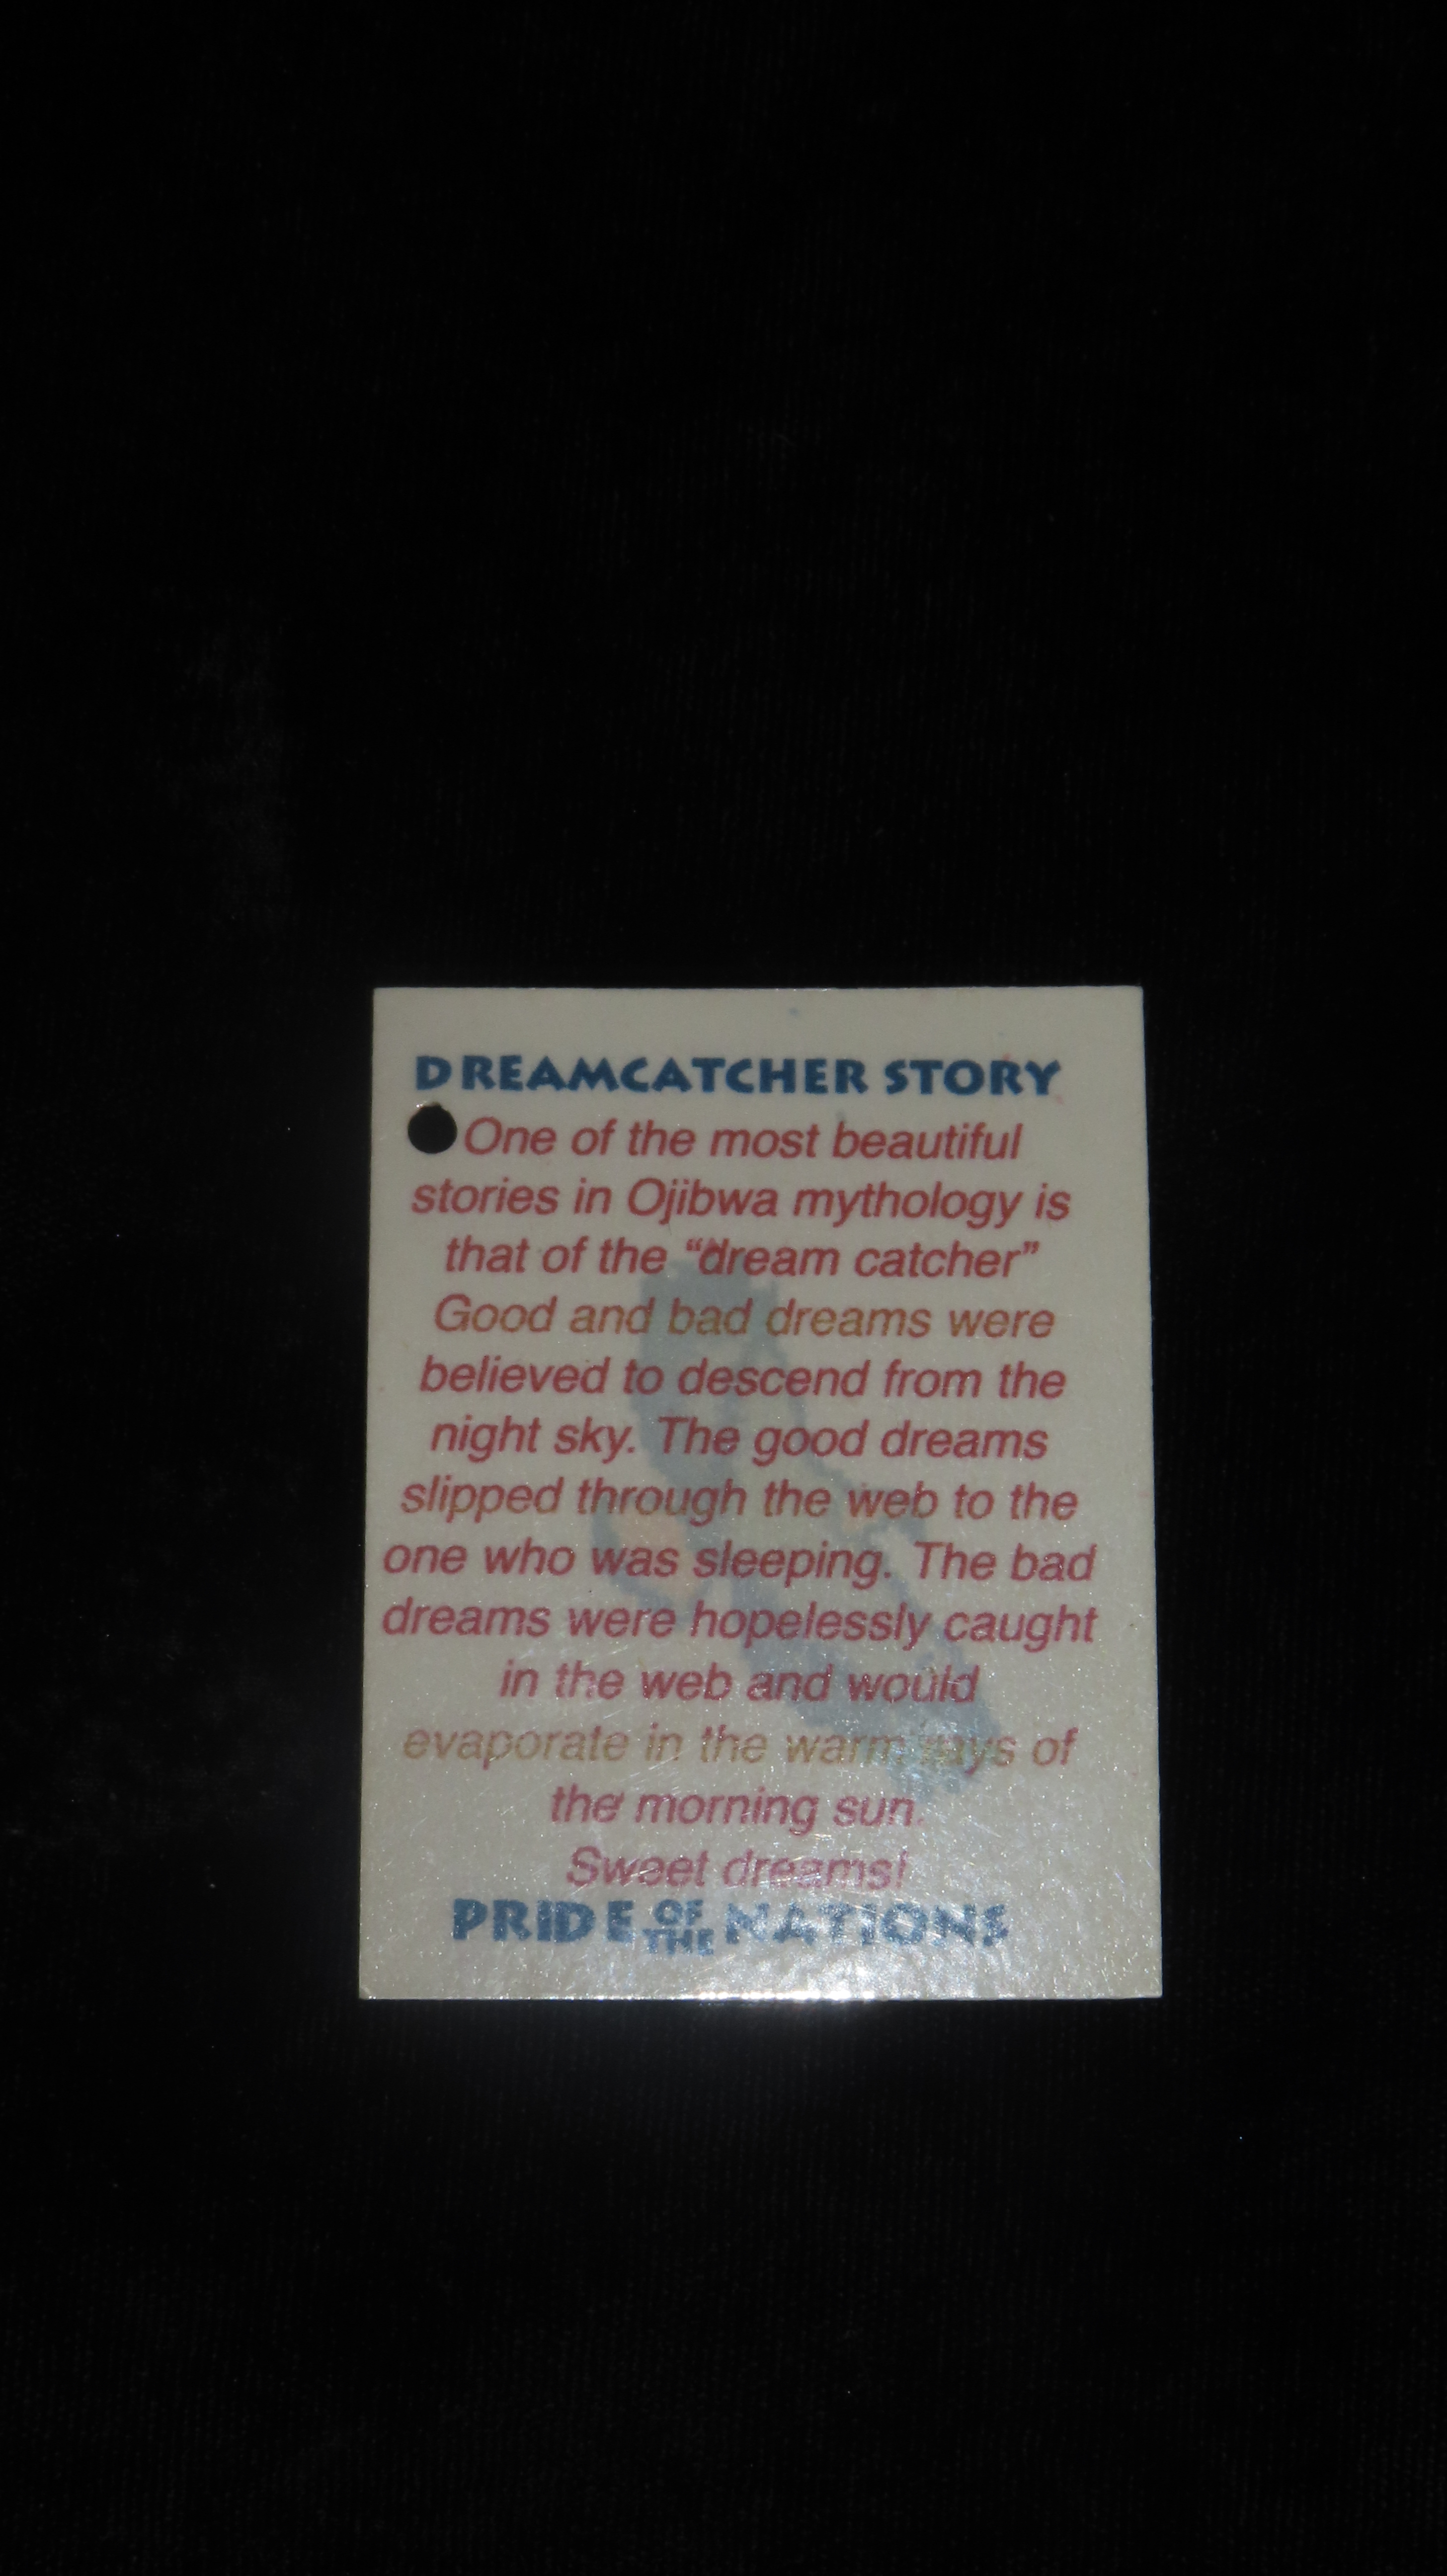 DREAMCATCHER STORY
One of the most beautiful
stories in Ojibwa mythology is
that of the “dream catcher”
Good and bad dreams were
believed to descend from the
night sky. The good dreams
slipped through the web to the
one who was sleeping. The bad
dreams were hopelessly caught
in the web and would
evaporate in the warm rays of
the morning sun.
Sweet dreams!
PRIDE OF THE NATIONS